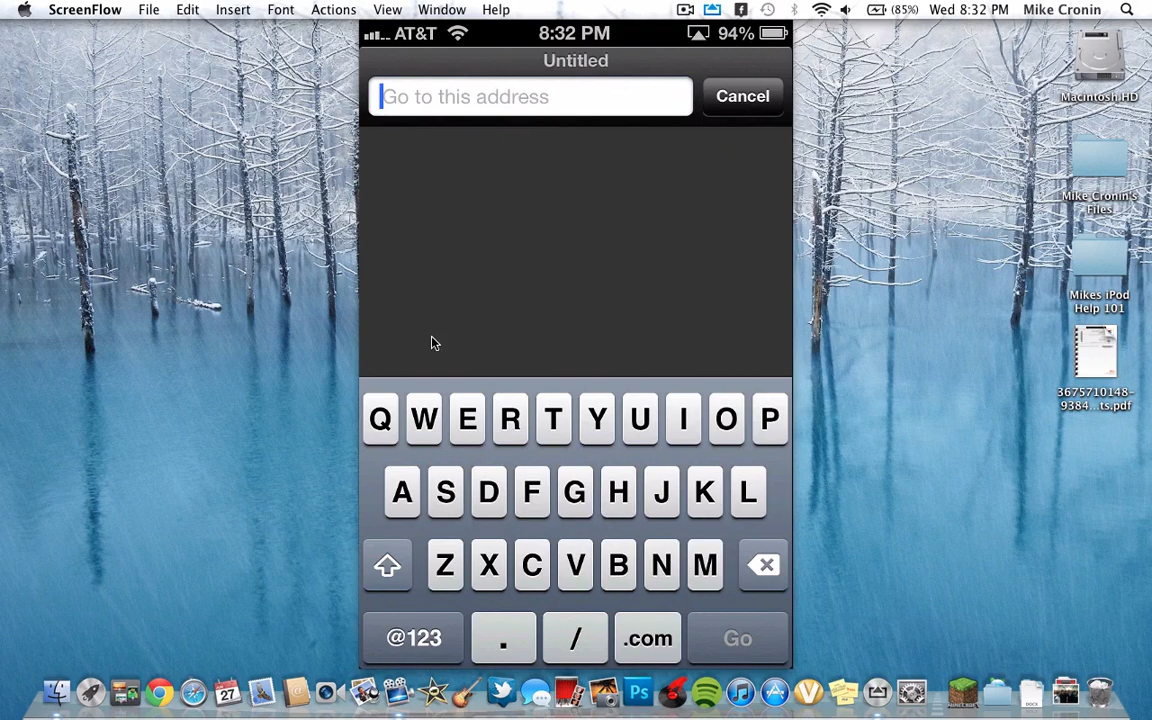 ScreenFlow File Edit View Insert Font Actions Window Help (85%) Wed 8:32 PM Mike Cronin
AT&T 8:32 PM 94%
Untitled
Go to this address Cancel
Macintosh HD
Mike Cronin's
Files
Mikes iPod
Help 101
3675710148-
9384...ts.pdf
Q W E R T Y U I O P
A S D F G H J K L
Z X C V B N M
@123 . / .com Go
27 Ps